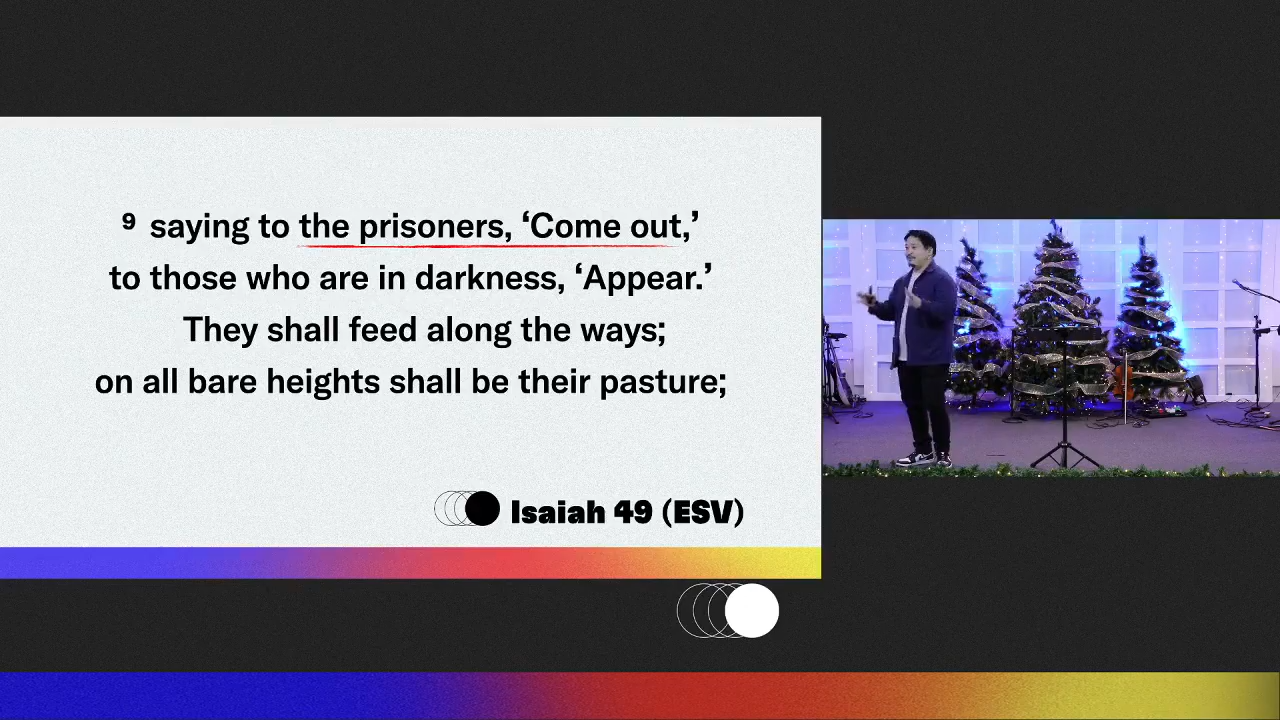 ⁹ saying to the prisoners, ‘Come out,’
to those who are in darkness, ‘Appear.’
They shall feed along the ways;
on all bare heights shall be their pasture;
Isaiah 49 (ESV)